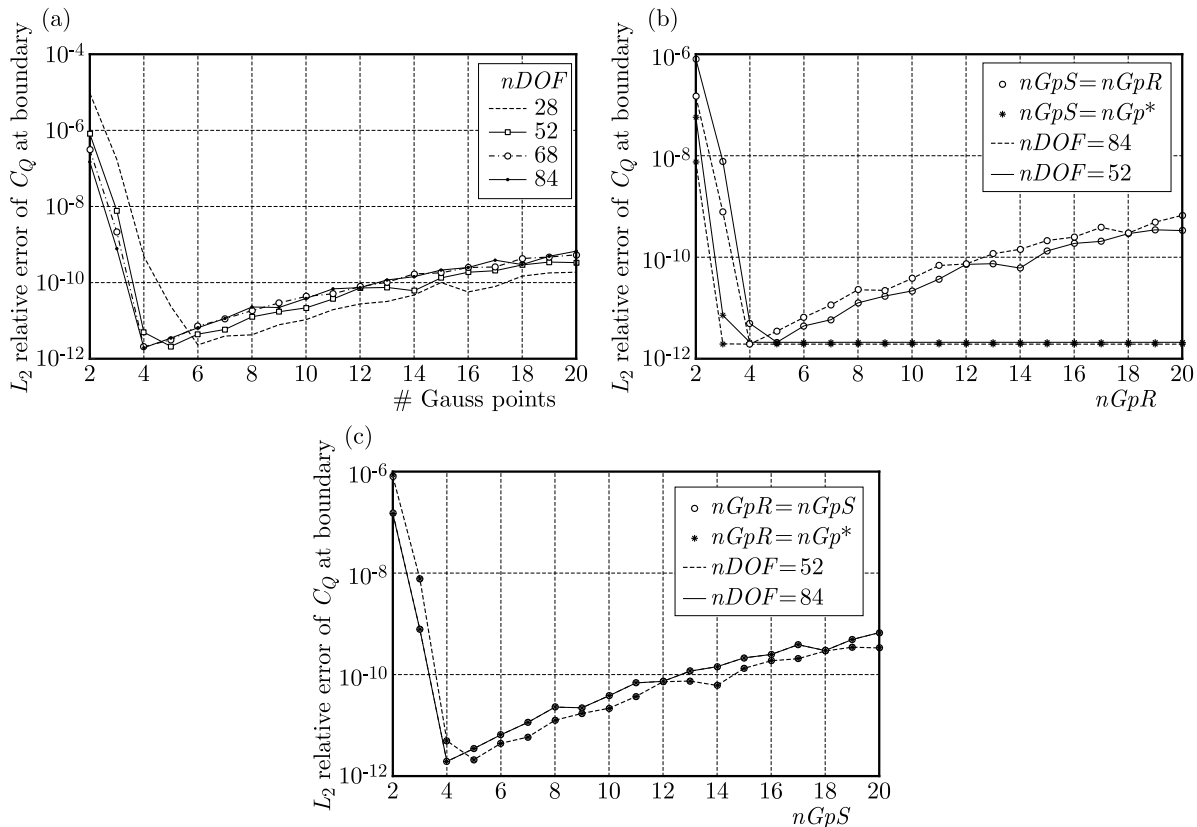 (a)
L₂ relative error of C_Q at boundary
10⁻⁴
10⁻⁶
10⁻⁸
10⁻¹⁰
10⁻¹²
2 4 6 8 10 12 14 16 18 20
# Gauss points
nDOF
28
52
68
84
(b)
L₂ relative error of C_Q at boundary
10⁻⁶
10⁻⁸
10⁻¹⁰
10⁻¹²
2 4 6 8 10 12 14 16 18 20
nGpR
nGpS=nGpR
nGpS=nGp*
nDOF=84
nDOF=52
(c)
L₂ relative error of C_Q at boundary
10⁻⁶
10⁻⁸
10⁻¹⁰
10⁻¹²
2 4 6 8 10 12 14 16 18 20
nGpS
nGpR=nGpS
nGpR=nGp*
nDOF=52
nDOF=84